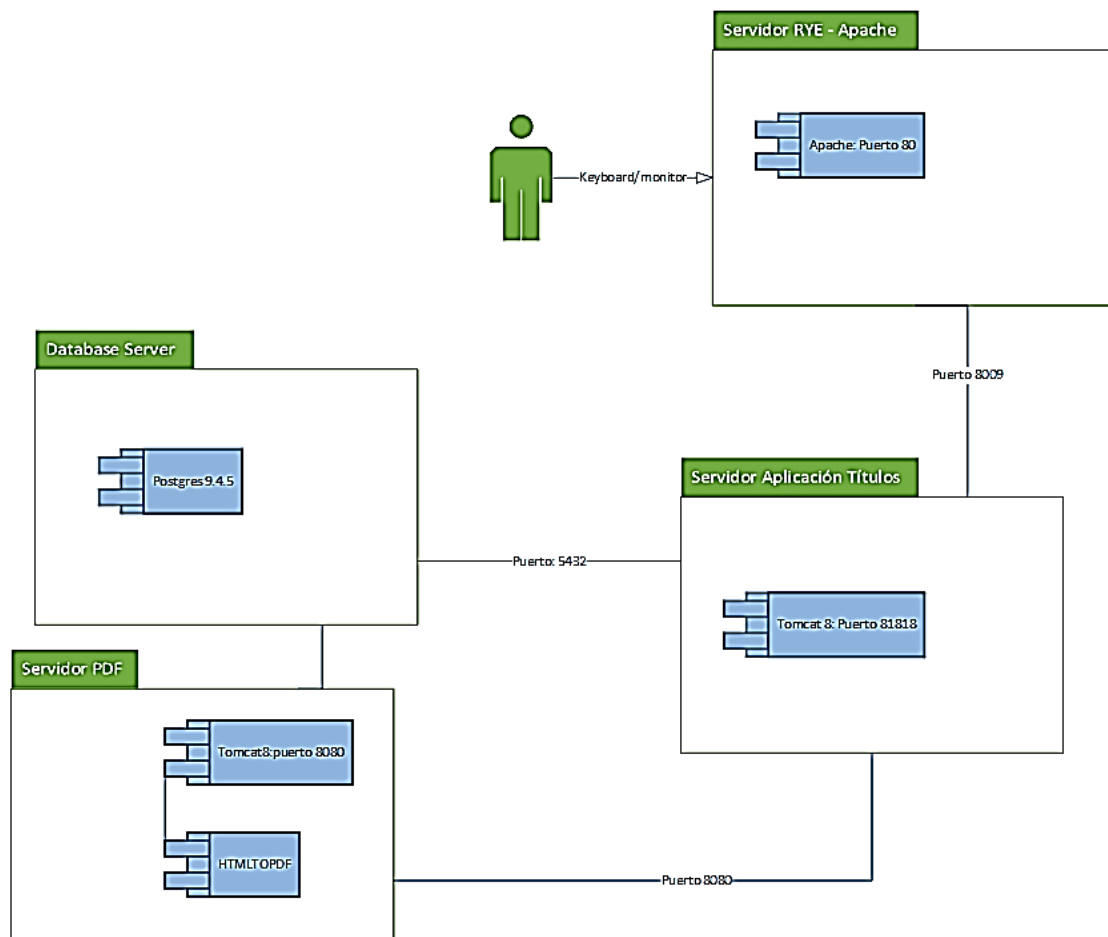 Servidor RYE - Apache
Apache: Puerto 80
Keyboard/monitor
Database Server
Puerto 8009
Postgres 9.4.5
Servidor Aplicación Títulos
Puerto: 5432
Tomcat 8: Puerto 81818
Servidor PDF
Tomcat8:puerto 8080
HTMLTOPDF
Puerto 8080